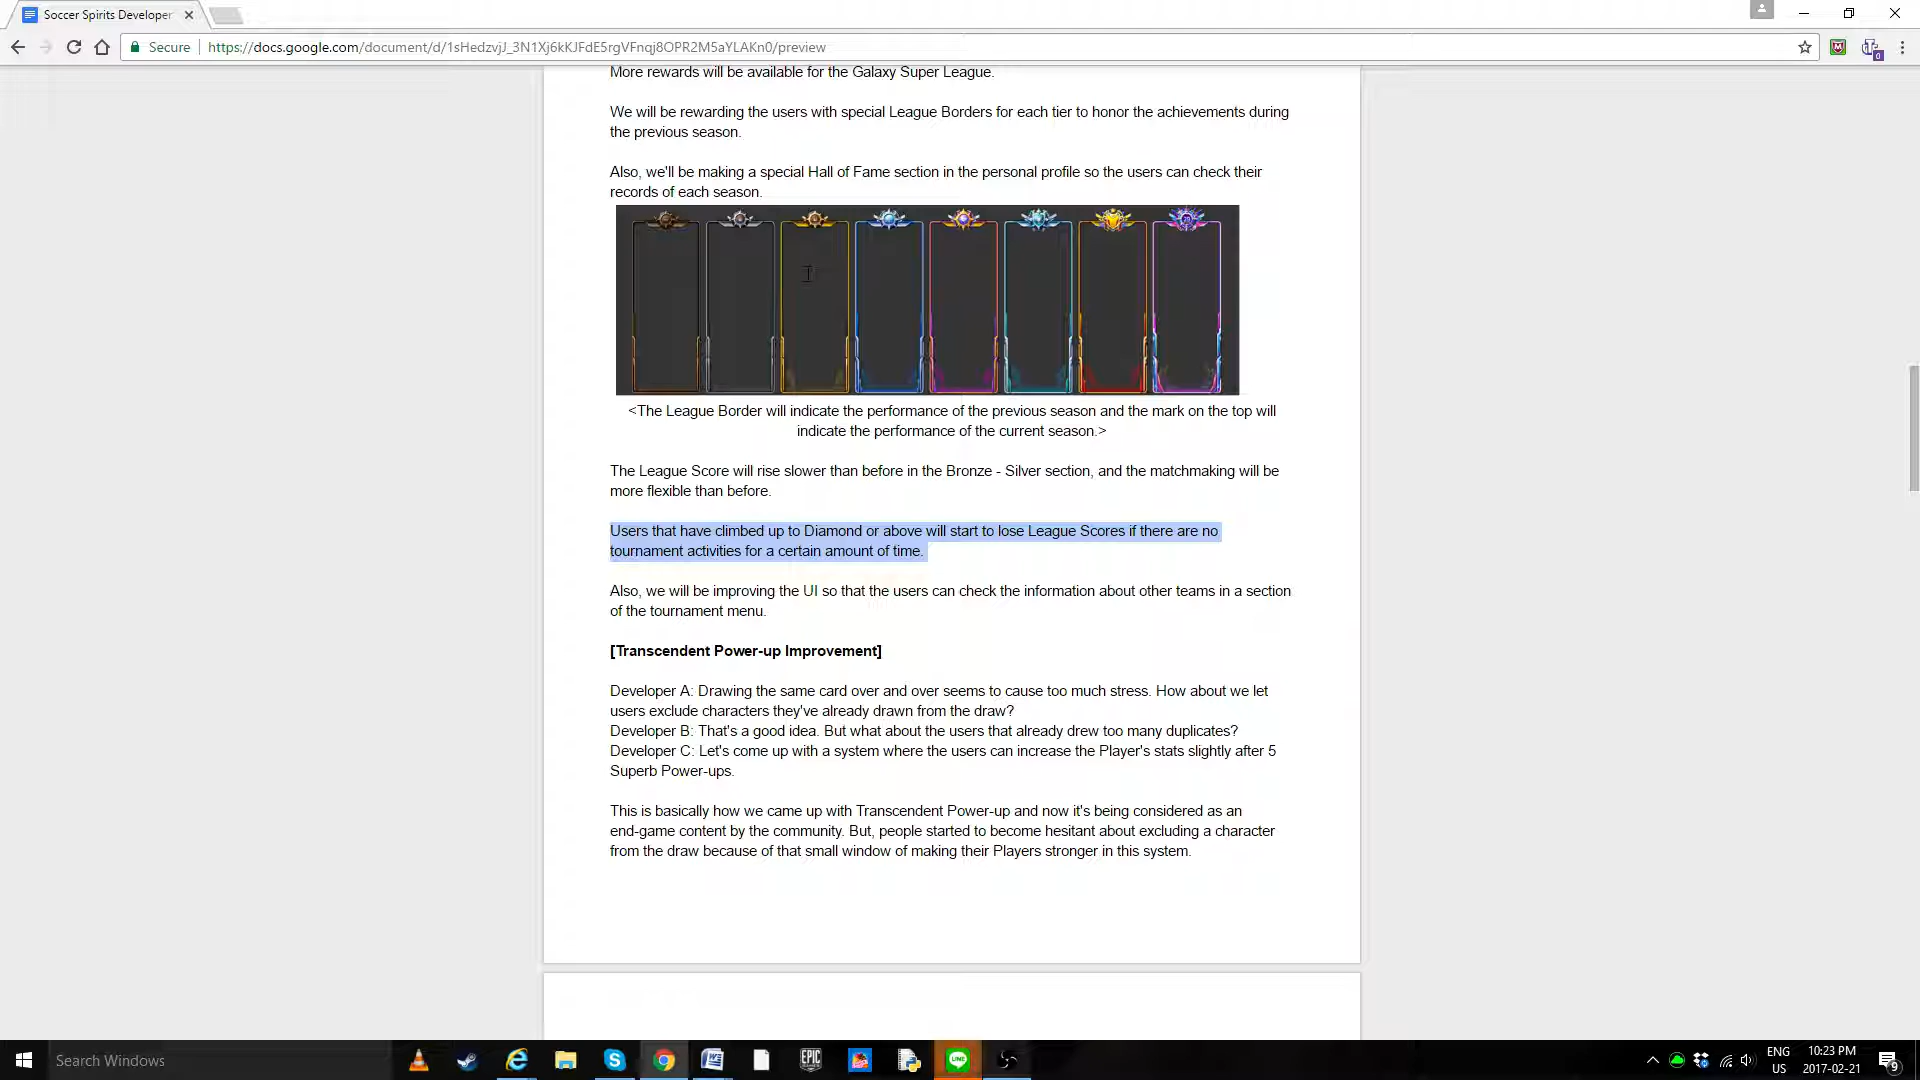 Soccer Spirits Developer
Secure
https://docs.google.com/document/d/1sHedzvjJ_3N1Xj6kKJFdE5rgVFnqj8OPR2M5aYLAKn0/preview
More rewards will be available for the Galaxy Super League.
We will be rewarding the users with special League Borders for each tier to honor the achievements during
the previous season.
Also, we'll be making a special Hall of Fame section in the personal profile so the users can check their
records of each season.
<The League Border will indicate the performance of the previous season and the mark on the top will
indicate the performance of the current season.>
The League Score will rise slower than before in the Bronze - Silver section, and the matchmaking will be
more flexible than before.
Users that have climbed up to Diamond or above will start to lose League Scores if there are no
tournament activities for a certain amount of time.
Also, we will be improving the UI so that the users can check the information about other teams in a section
of the tournament menu.
[Transcendent Power-up Improvement]
Developer A: Drawing the same card over and over seems to cause too much stress. How about we let
users exclude characters they've already drawn from the draw?
Developer B: That's a good idea. But what about the users that already drew too many duplicates?
Developer C: Let's come up with a system where the users can increase the Player's stats slightly after 5
Superb Power-ups.
This is basically how we came up with Transcendent Power-up and now it's being considered as an
end-game content by the community. But, people started to become hesitant about excluding a character
from the draw because of that small window of making their Players stronger in this system.
Search Windows
EPIC
LINE
ENG
US
10:23 PM
2017-02-21
9